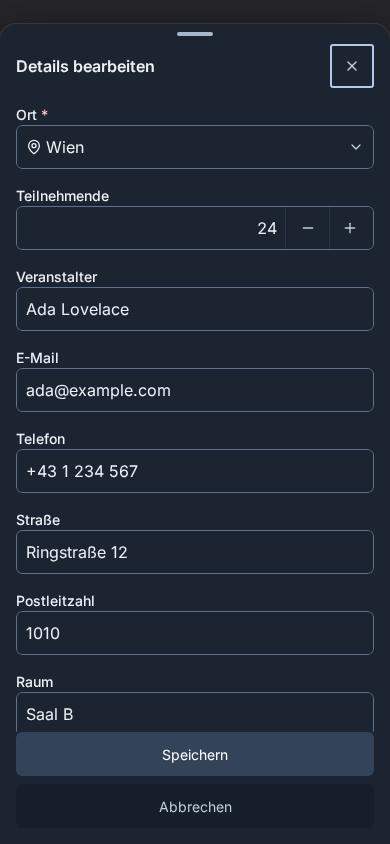 Details bearbeiten
Ort *
Wien
Teilnehmende
24
Veranstalter
Ada Lovelace
E-Mail
ada@example.com
Telefon
+43 1 234 567
Straße
Ringstraße 12
Postleitzahl
1010
Raum
Saal B
Speichern
Abbrechen